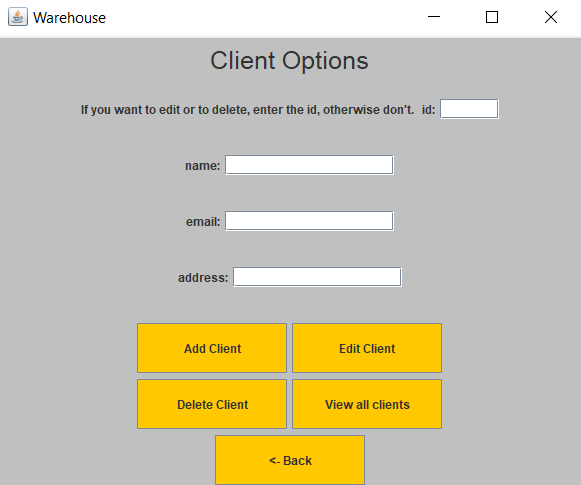 Warehouse
Client Options
If you want to edit or to delete, enter the id, otherwise don't. id:
name:
email:
address:
Add Client Edit Client
Delete Client View all clients
<- Back